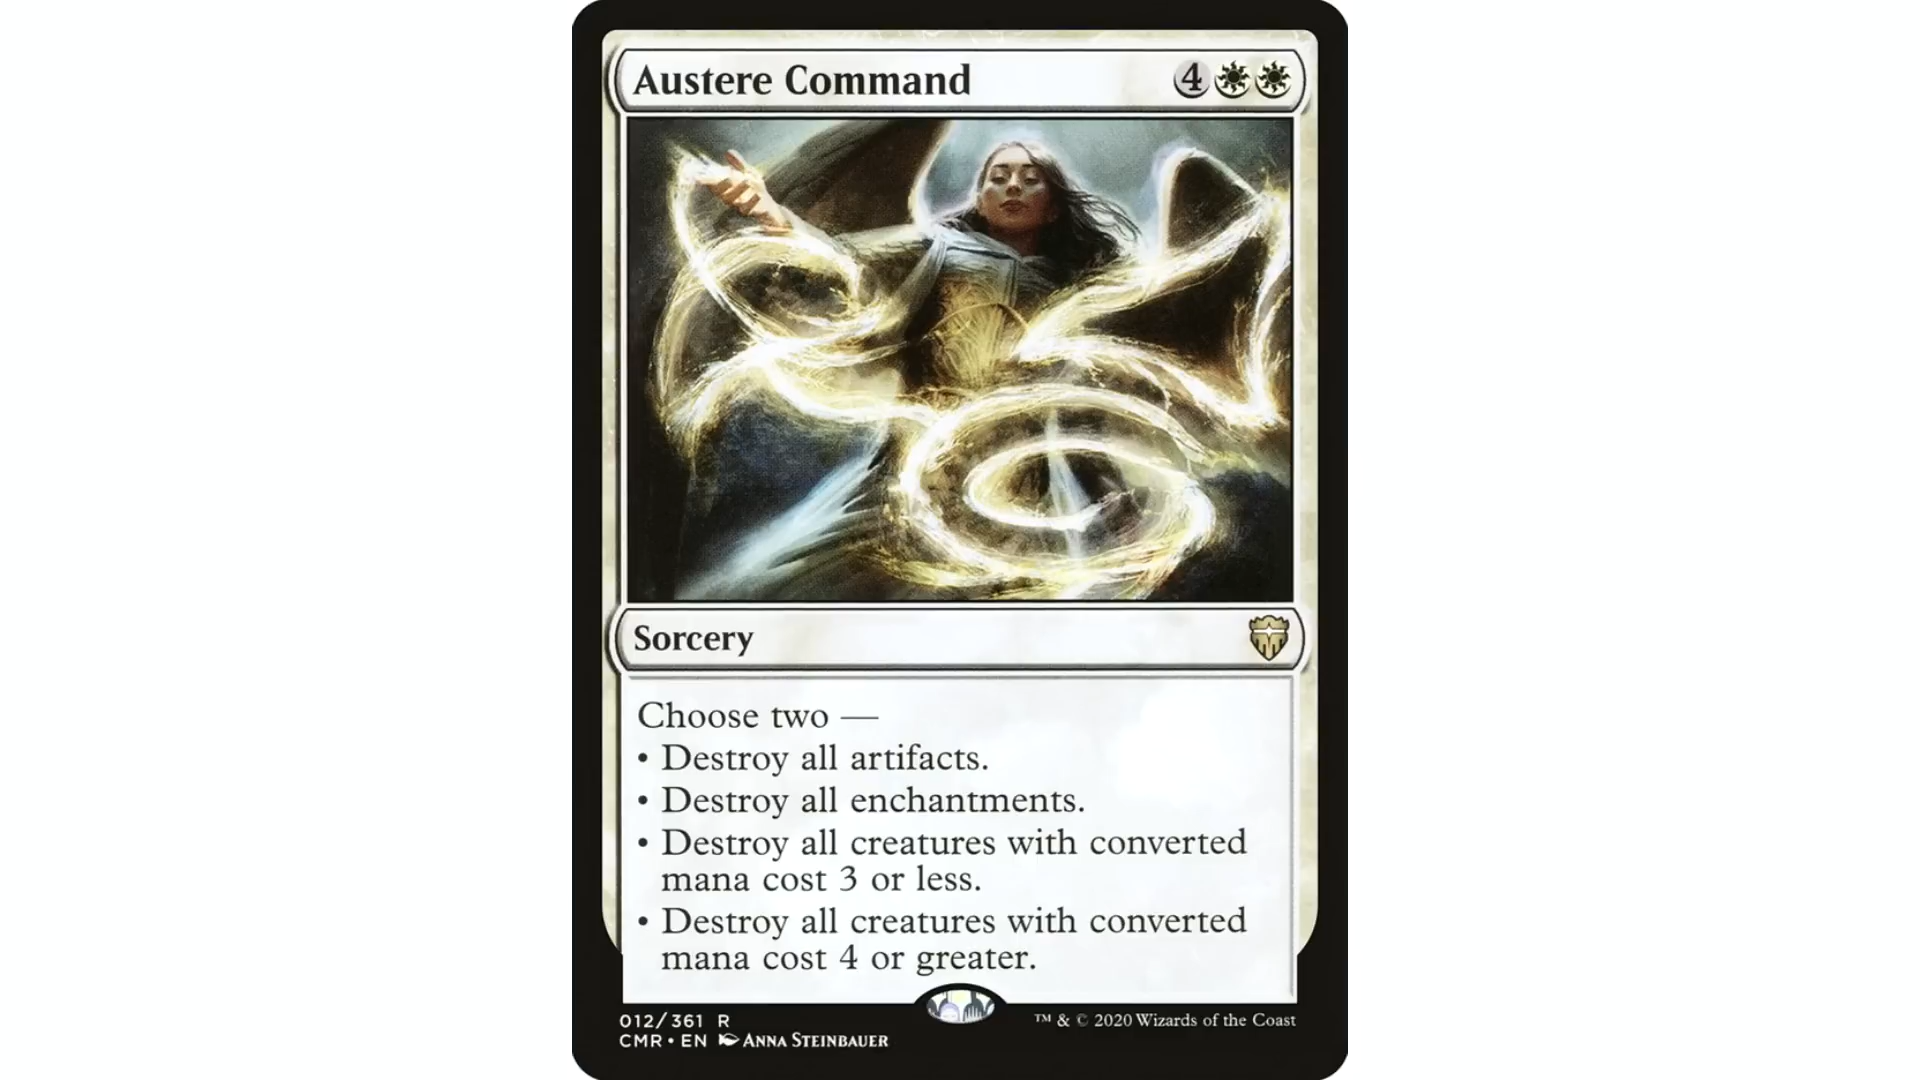 Austere Command 4
Sorcery
Choose two —
• Destroy all artifacts.
• Destroy all enchantments.
• Destroy all creatures with converted
mana cost 3 or less.
• Destroy all creatures with converted
mana cost 4 or greater.
012/361 R
CMR • EN Anna Steinbauer
™ & © 2020 Wizards of the Coast